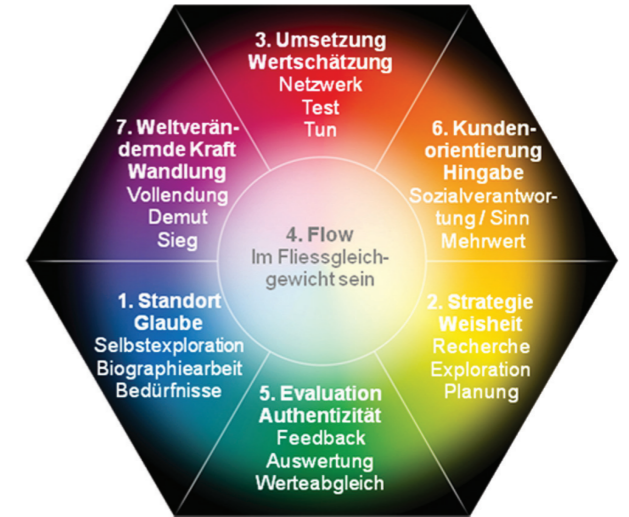 3. Umsetzung
Wertschätzung
Netzwerk
Test
Tun
7. Weltverän-
dernde Kraft
Wandlung
Vollendung
Demut
Sieg
6. Kunden-
orientierung
Hingabe
Sozialverantwor-
tung / Sinn
Mehrwert
4. Flow
Im Fliessgleich-
gewicht sein
1. Standort
Glaube
Selbstexploration
Biographiearbeit
Bedürfnisse
2. Strategie
Weisheit
Recherche
Exploration
Planung
5. Evaluation
Authentizität
Feedback
Auswertung
Werteabgleich